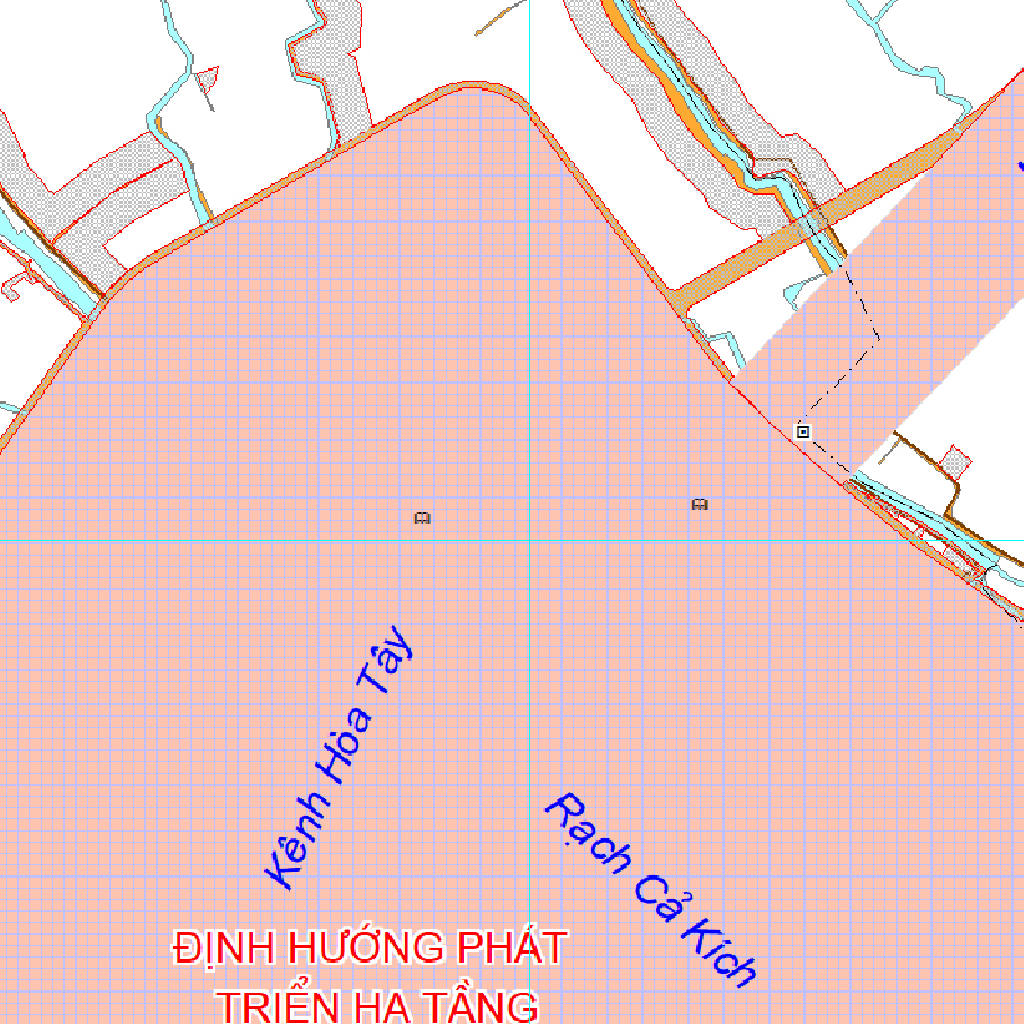 Kênh Hòa Tây
Rạch Cả Kích
ĐỊNH HƯỚNG PHÁT
TRIỂN HẠ TẦNG